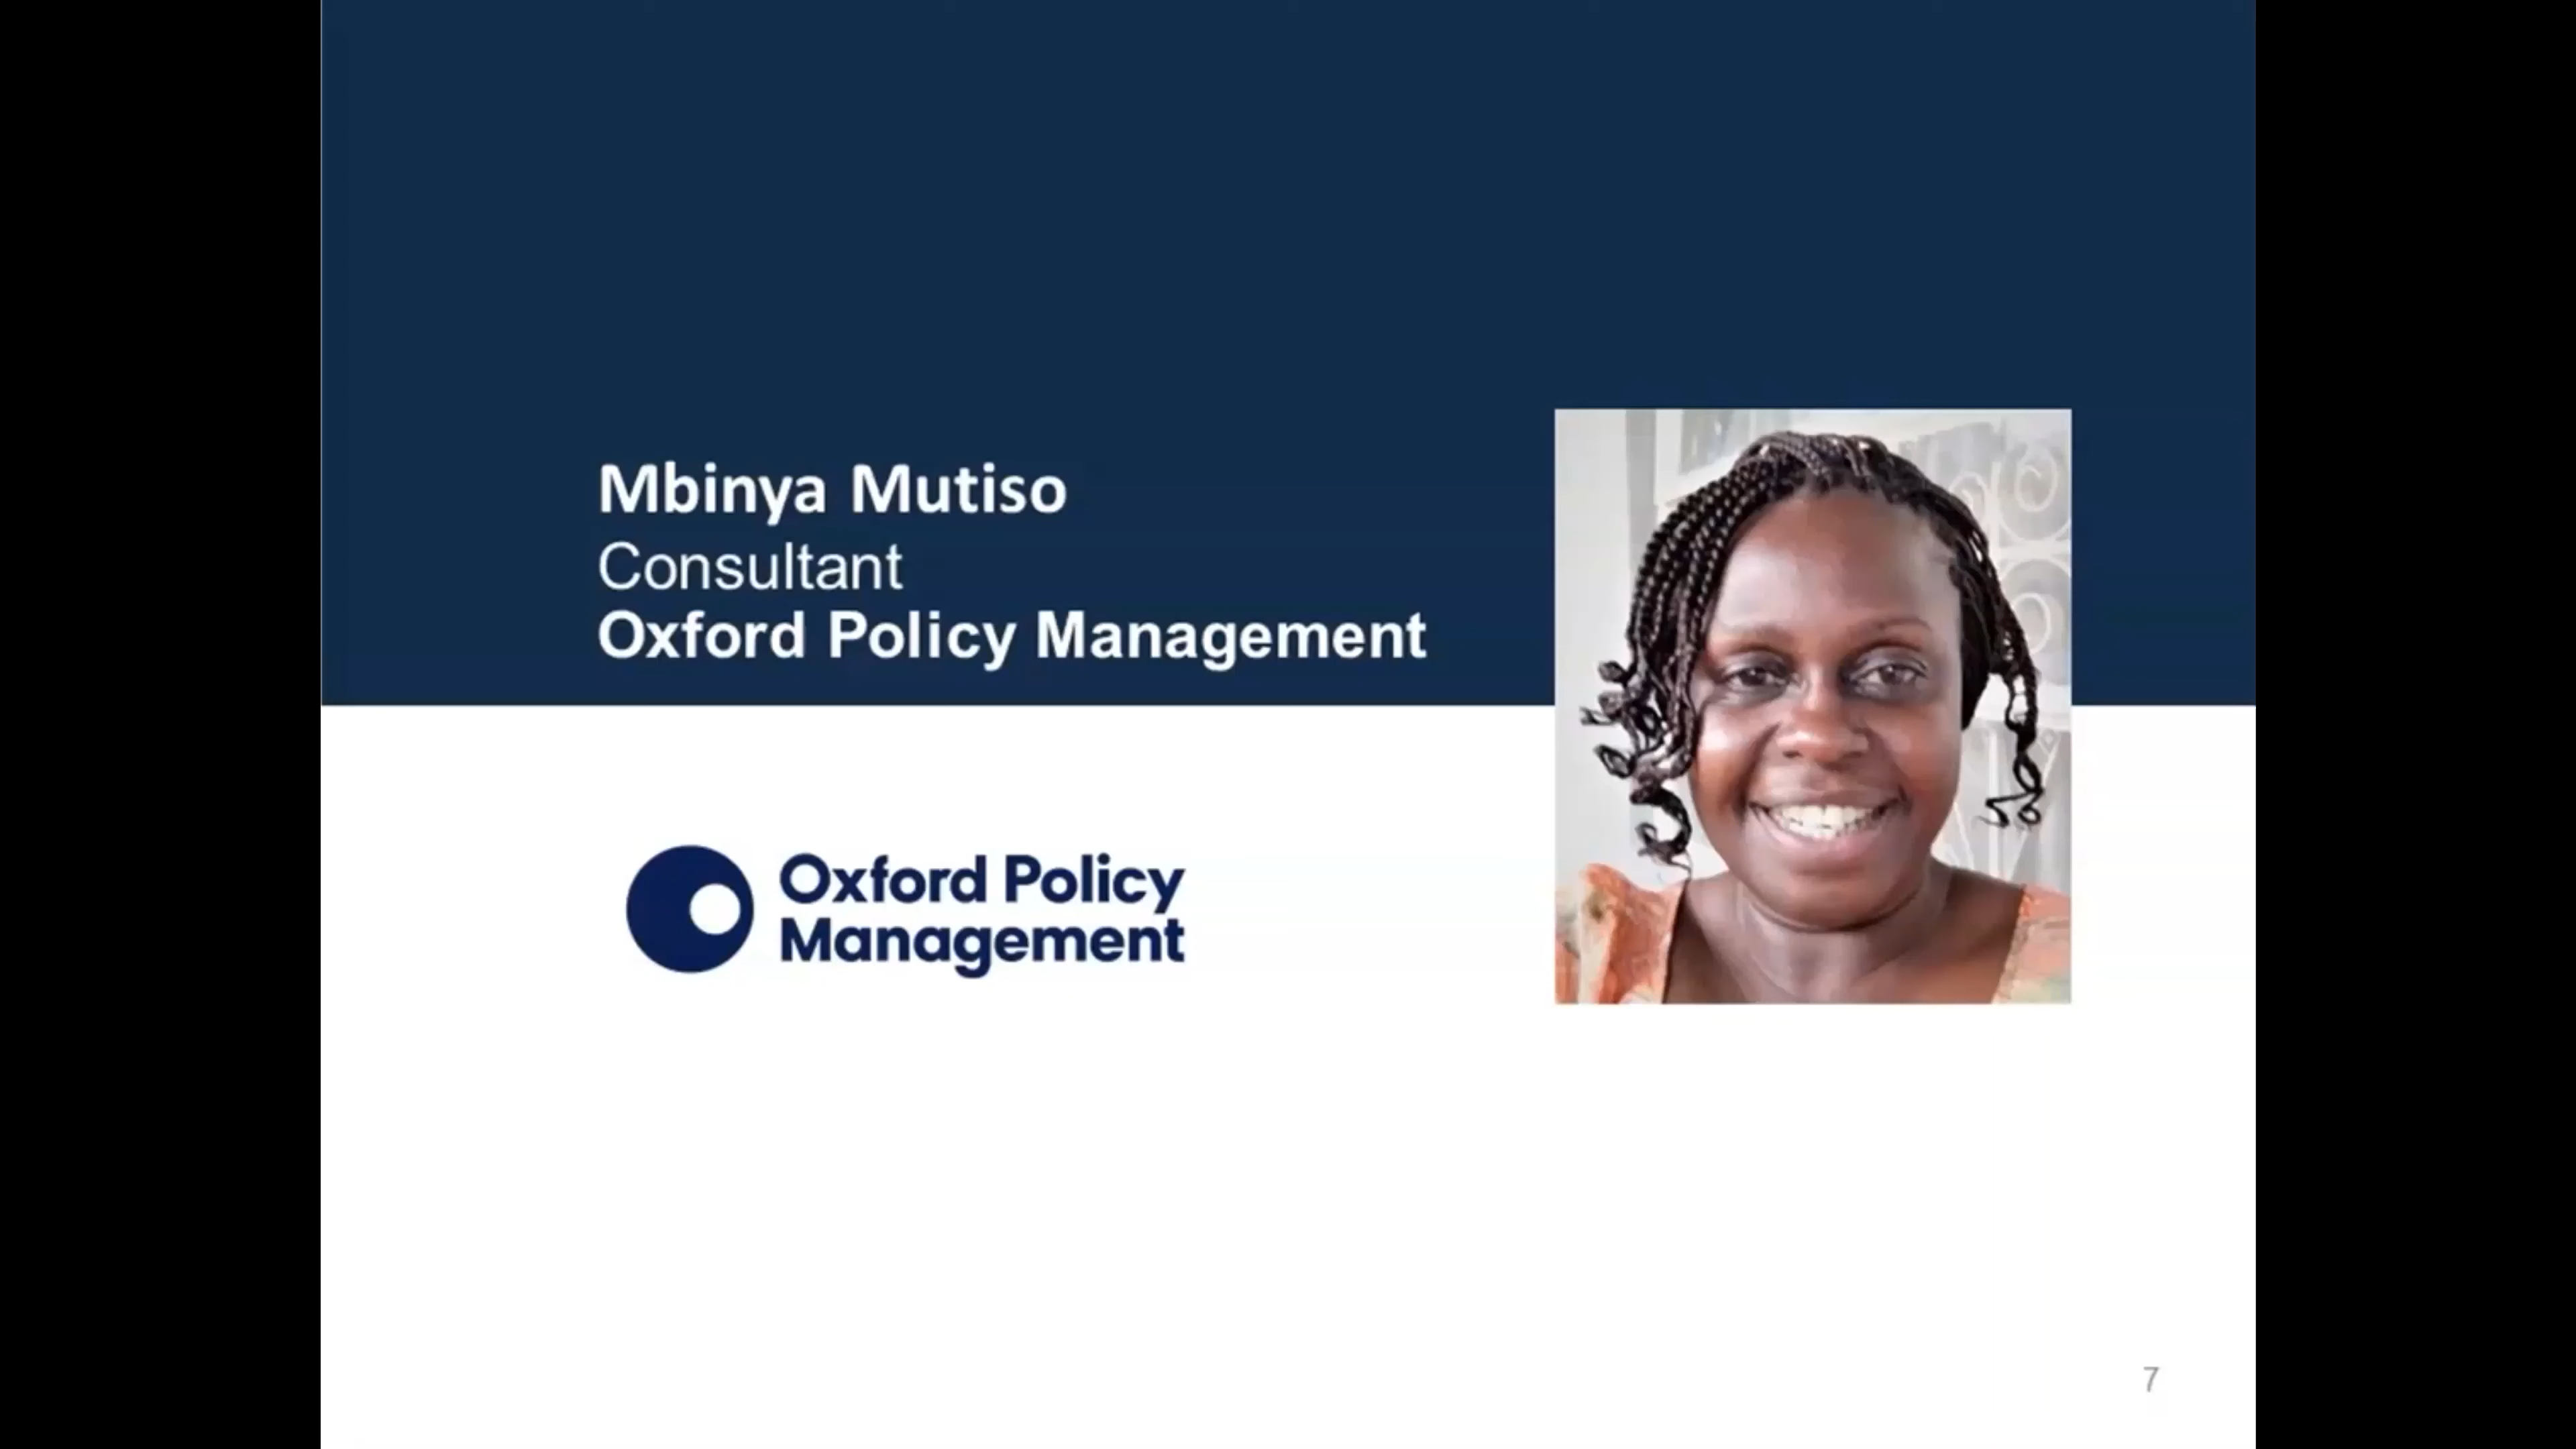 Mbinya Mutiso
Consultant
Oxford Policy Management
Oxford Policy
Management
7